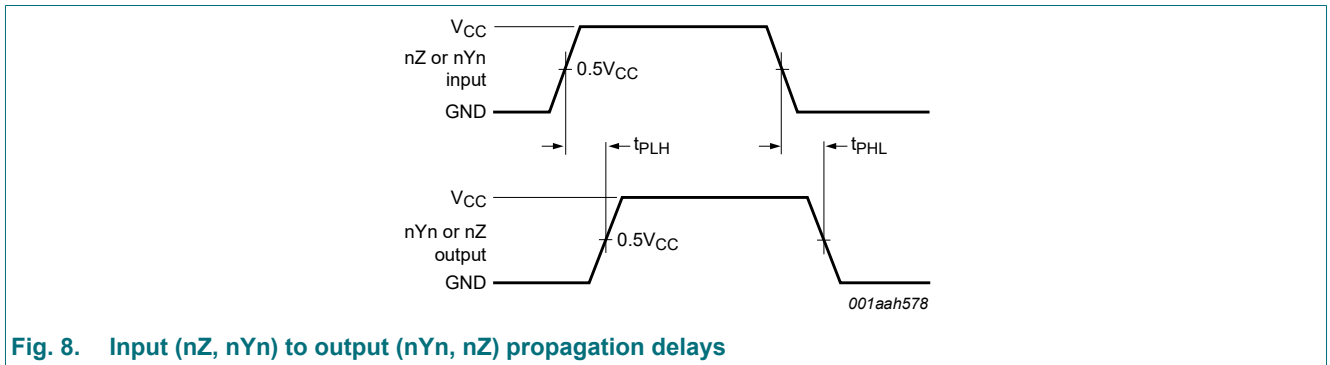 VCC
nZ or nYn
input
0.5VCC
GND
tPLH
tPHL
VCC
nYn or nZ
output
0.5VCC
GND
001aah578
Fig. 8. Input (nZ, nYn) to output (nYn, nZ) propagation delays